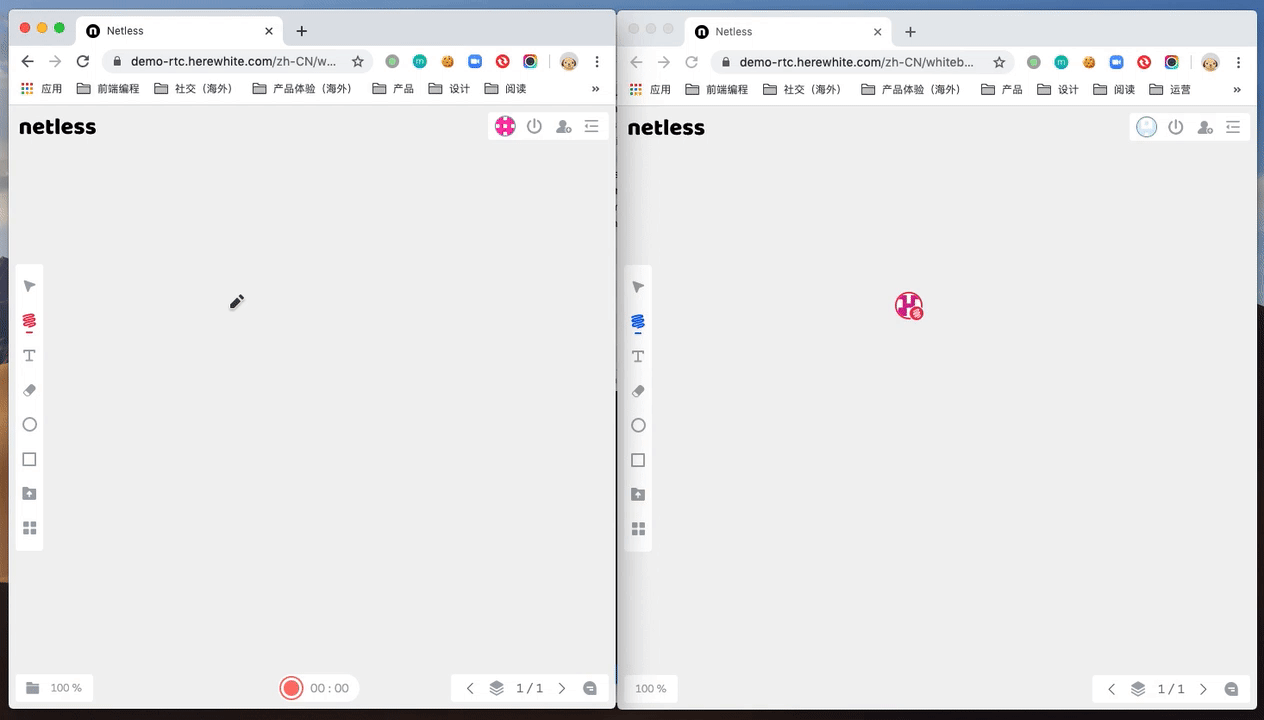 Netless
demo-rtc.herewhite.com/zh-CN/w...
应用 前端编程 社交（海外） 产品体验（海外） 产品 设计 阅读 »
netless
T
100 %
00 : 00
1 / 1
Netless
demo-rtc.herewhite.com/zh-CN/whiteb...
应用 前端编程 社交（海外） 产品体验（海外） 产品 设计 阅读 运营 »
netless
T
100 %
1 / 1